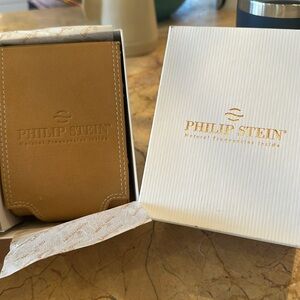 PHILIP STEIN
Natural Frequencies Inside
PHILIP STEIN®
Natural Frequencies Inside